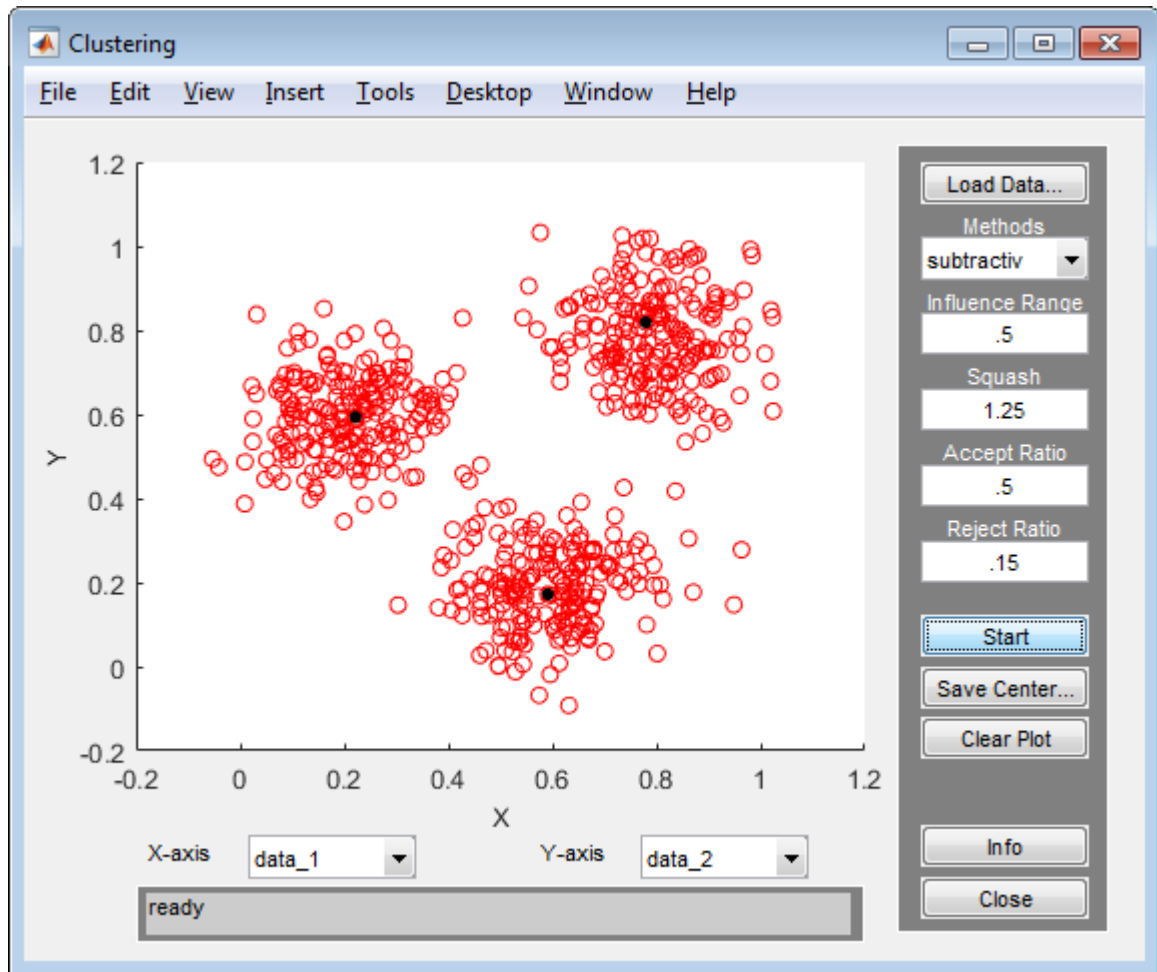 Clustering
File Edit View Insert Tools Desktop Window Help
1.2
1
0.8
0.6
0.4
0.2
0
-0.2
Y
-0.2 0 0.2 0.4 0.6 0.8 1 1.2
X
X-axis data_1 Y-axis data_2
ready
Load Data...
Methods
subtractiv
Influence Range
.5
Squash
1.25
Accept Ratio
.5
Reject Ratio
.15
Start
Save Center...
Clear Plot
Info
Close